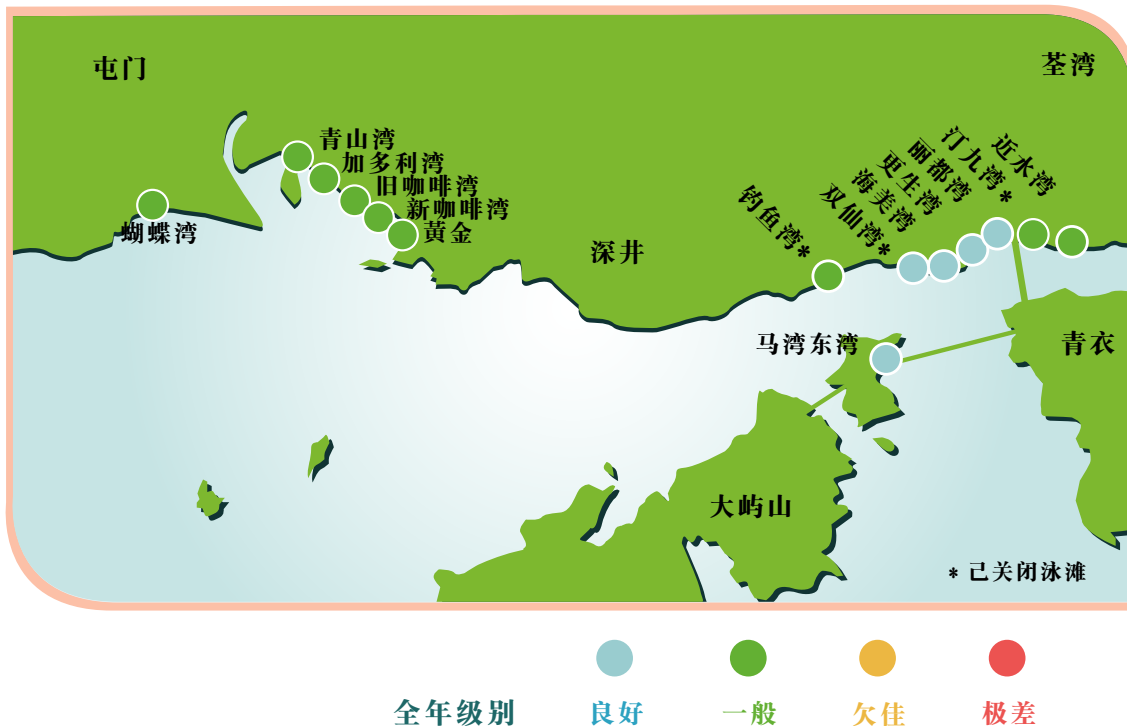 屯门
荃湾
青山湾
加多利湾
旧咖啡湾
新咖啡湾
黄金
蝴蝶湾
深井
钓鱼湾*
双仙湾*
海美湾
更生湾
丽都湾
汀九湾*
近水湾
马湾东湾
青衣
大屿山
* 已关闭泳滩
全年级别
良好
一般
欠佳
极差